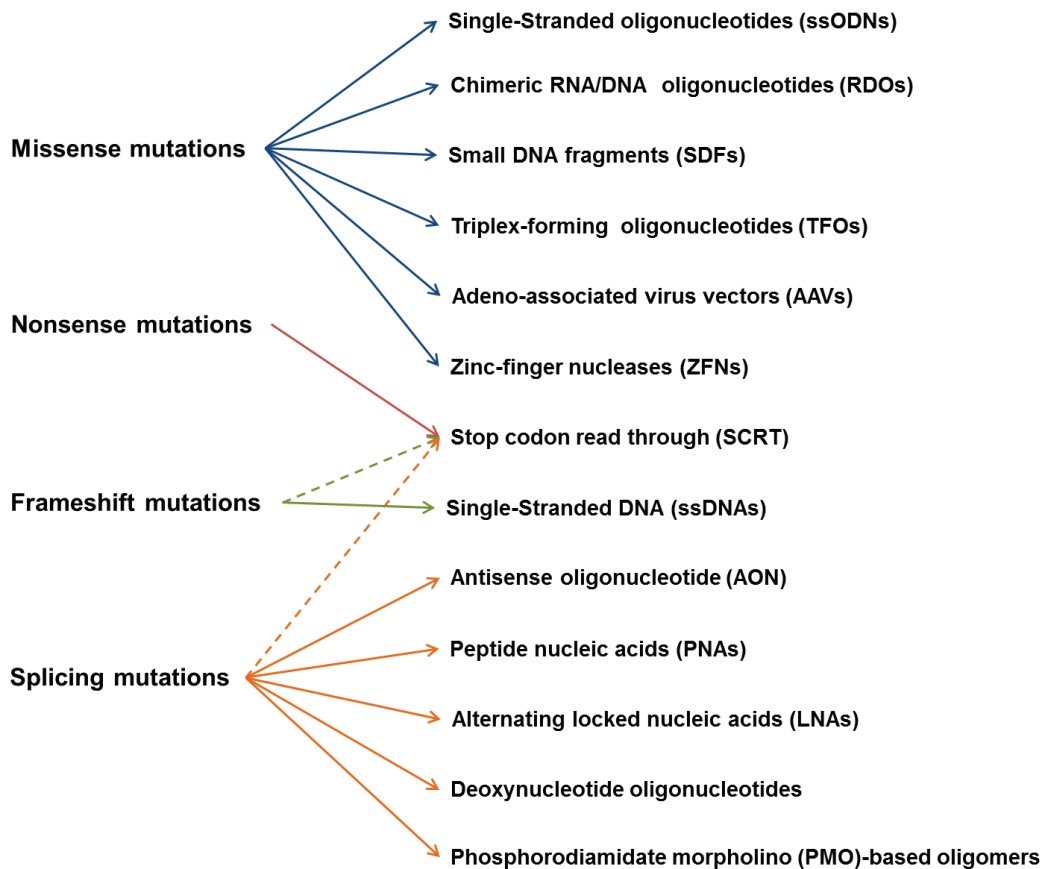 Single-Stranded oligonucleotides (ssODNs)
Chimeric RNA/DNA oligonucleotides (RDOs)
Missense mutations
Small DNA fragments (SDFs)
Triplex-forming oligonucleotides (TFOs)
Adeno-associated virus vectors (AAVs)
Nonsense mutations
Zinc-finger nucleases (ZFNs)
Stop codon read through (SCRT)
Frameshift mutations
Single-Stranded DNA (ssDNAs)
Antisense oligonucleotide (AON)
Peptide nucleic acids (PNAs)
Splicing mutations
Alternating locked nucleic acids (LNAs)
Deoxynucleotide oligonucleotides
Phosphorodiamidate morpholino (PMO)-based oligomers